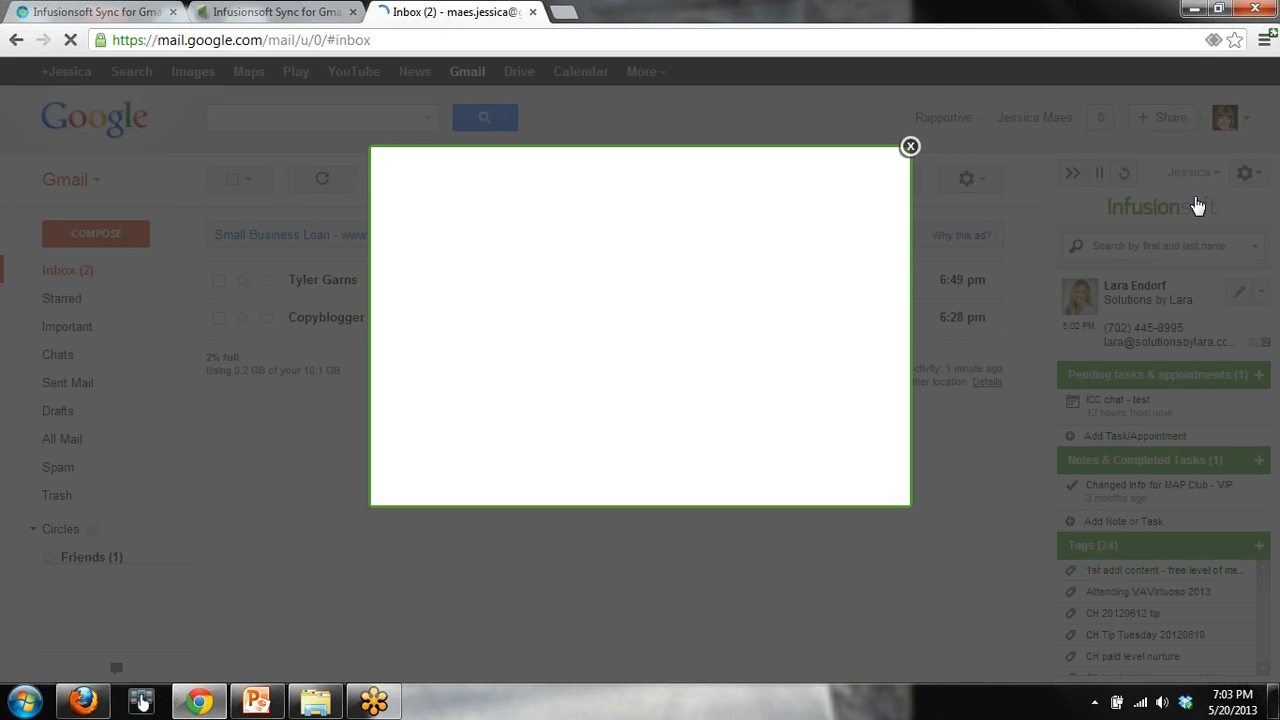 Infusionsoft Sync for Gma
Infusionsoft Sync for Gma
Inbox (2) - maes.jessica@g
https://mail.google.com/mail/u/0/#inbox
+Jessica Search Images Maps Play YouTube News Gmail Drive Calendar More
Google
Rapportive Jessica Maes 0 + Share
Gmail
Jessica
Infusionsoft.
COMPOSE
Small Business Loan - www
Why this ad?
Search by first and last name
Inbox (2)
Tyler Garns
6:49 pm
Lara Endorf
Solutions by Lara
Starred
Important
Copyblogger
6:28 pm
5:02 PM
(702) 445-8995
lara@solutionsbylara.cc...
Chats
2% full
Using 0.2 GB of your 10.1 GB
ctivity: 1 minute ago
her location: Details
Pending tasks & appointments (1) +
Sent Mail
ICC chat - test
12 hours from now
Drafts
All Mail
Add Task/Appointment
Notes & Completed Tasks (1) +
Spam
Changed Info for MAP Club - VIP
3 months ago
Trash
Add Note or Task
Circles
Tags (24) +
Friends (1)
1st addl content - free level of me...
Attending VAVirtuoso 2013
CH 20120612 tip
CH Tip Tuesday 20120610
CH paid level nurture
7:03 PM
5/20/2013